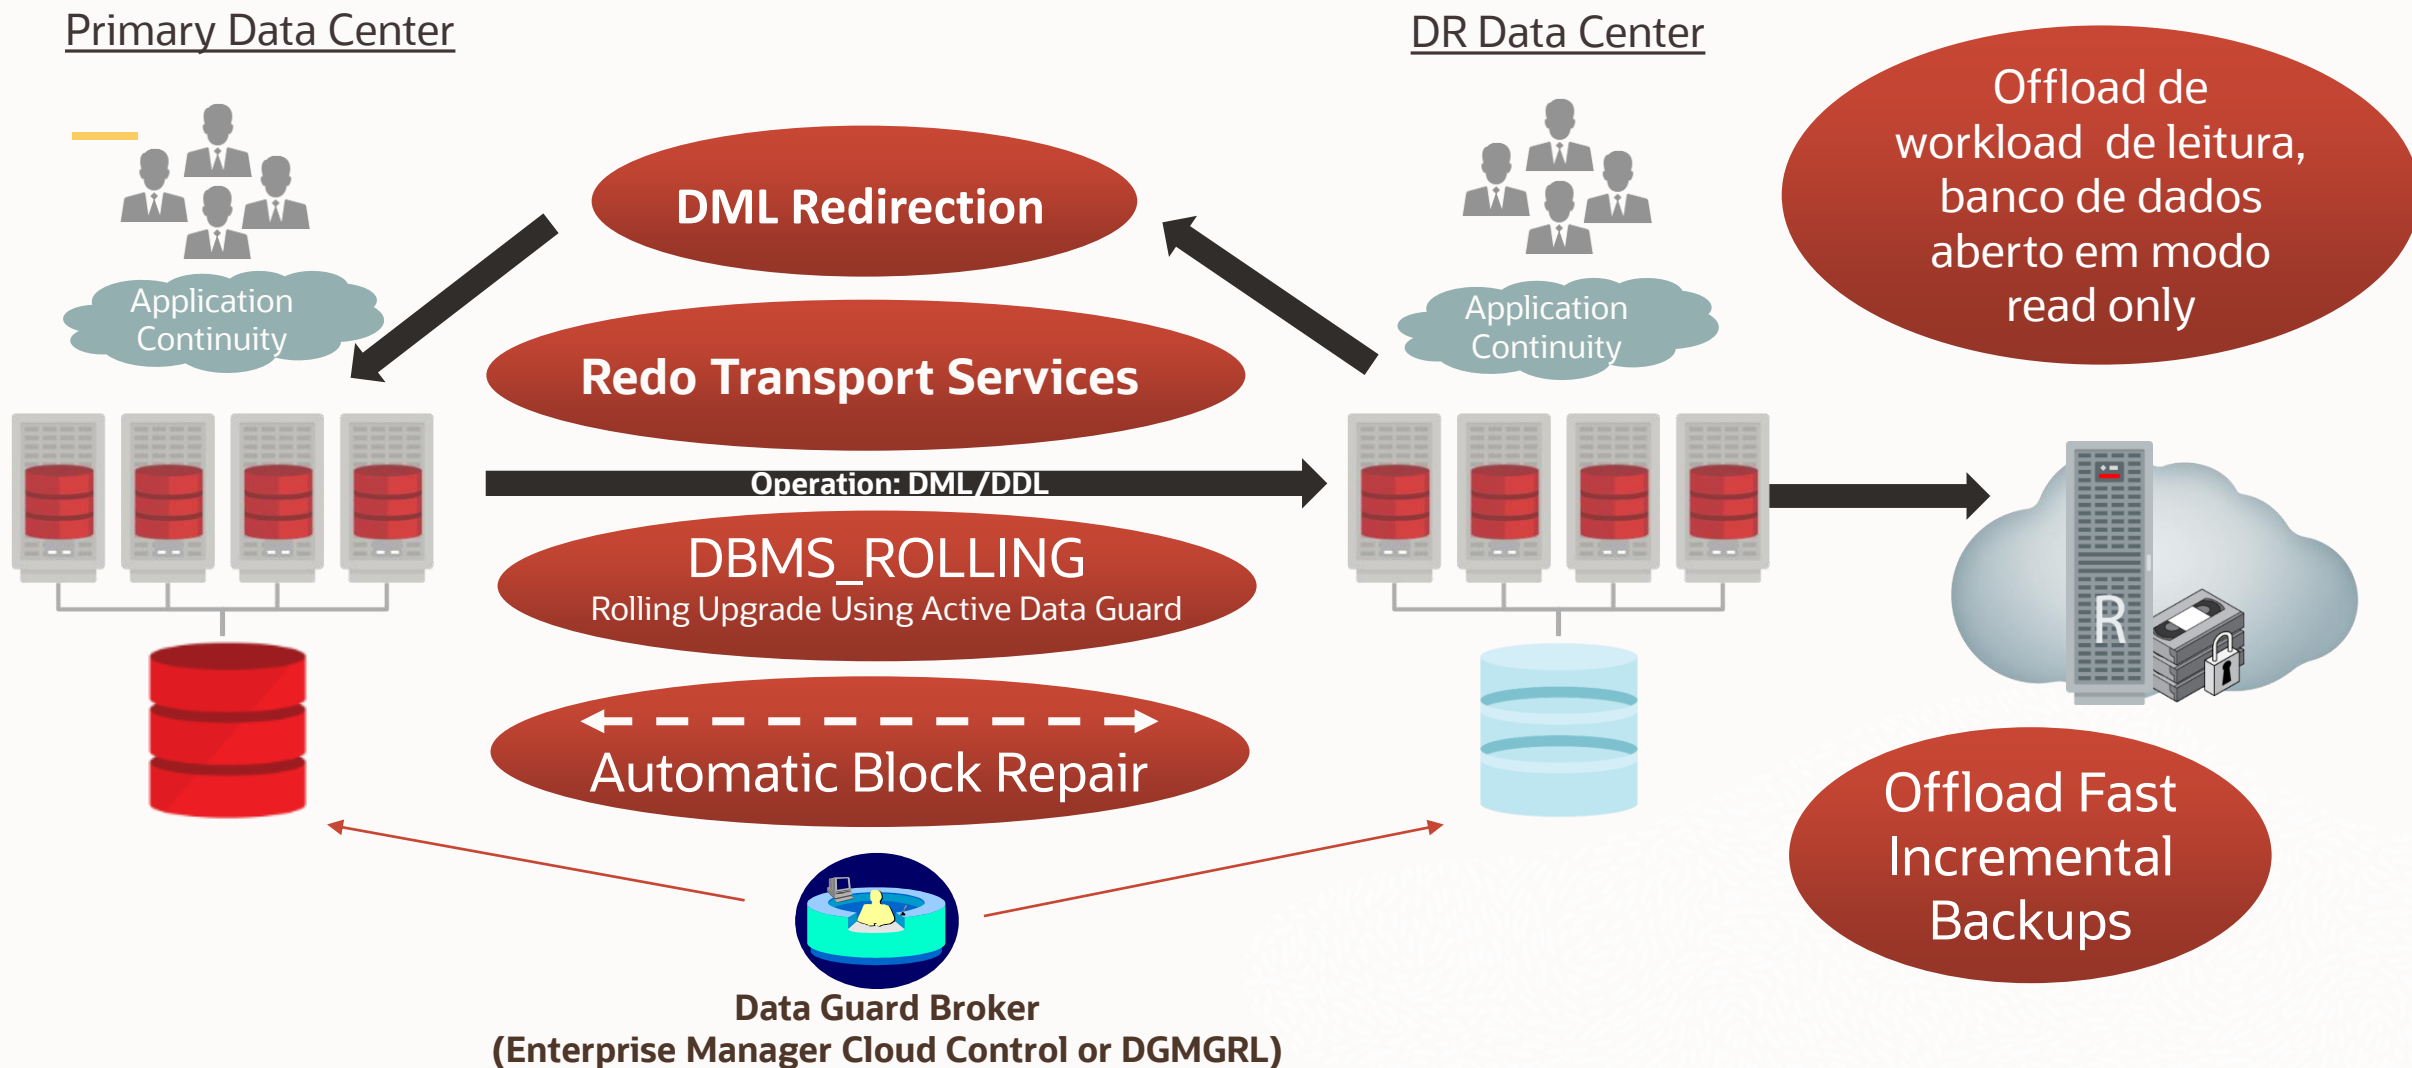 Primary Data Center
DR Data Center
Offload de
workload  de leitura,
banco de dados
aberto em modo
read only
DML Redirection
Application
Continuity
Application
Continuity
Redo Transport Services
Operation: DML/DDL
DBMS_ROLLING
Rolling Upgrade Using Active Data Guard
R
Automatic Block Repair
Offload Fast
Incremental
Backups
Data Guard Broker
(Enterprise Manager Cloud Control or DGMGRL)